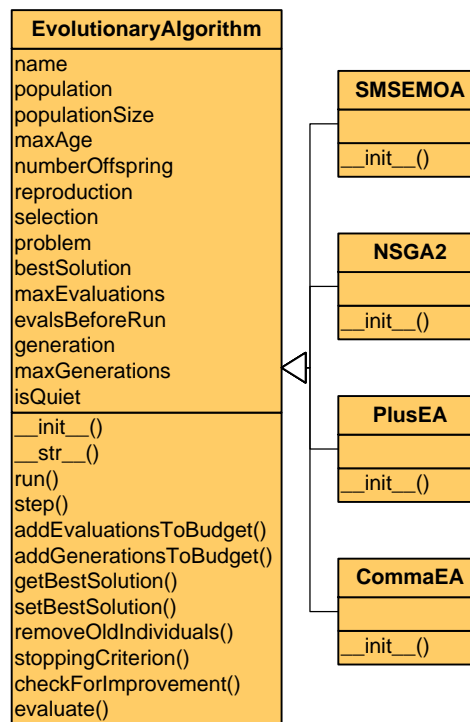 EvolutionaryAlgorithm
name
population
populationSize
maxAge
numberOffspring
reproduction
selection
problem
bestSolution
maxEvaluations
evalsBeforeRun
generation
maxGenerations
isQuiet
__init__()
__str__()
run()
step()
addEvaluationsToBudget()
addGenerationsToBudget()
getBestSolution()
setBestSolution()
removeOldIndividuals()
stoppingCriterion()
checkForImprovement()
evaluate()
SMSEMOA
__init__()
NSGA2
__init__()
PlusEA
__init__()
CommaEA
__init__()